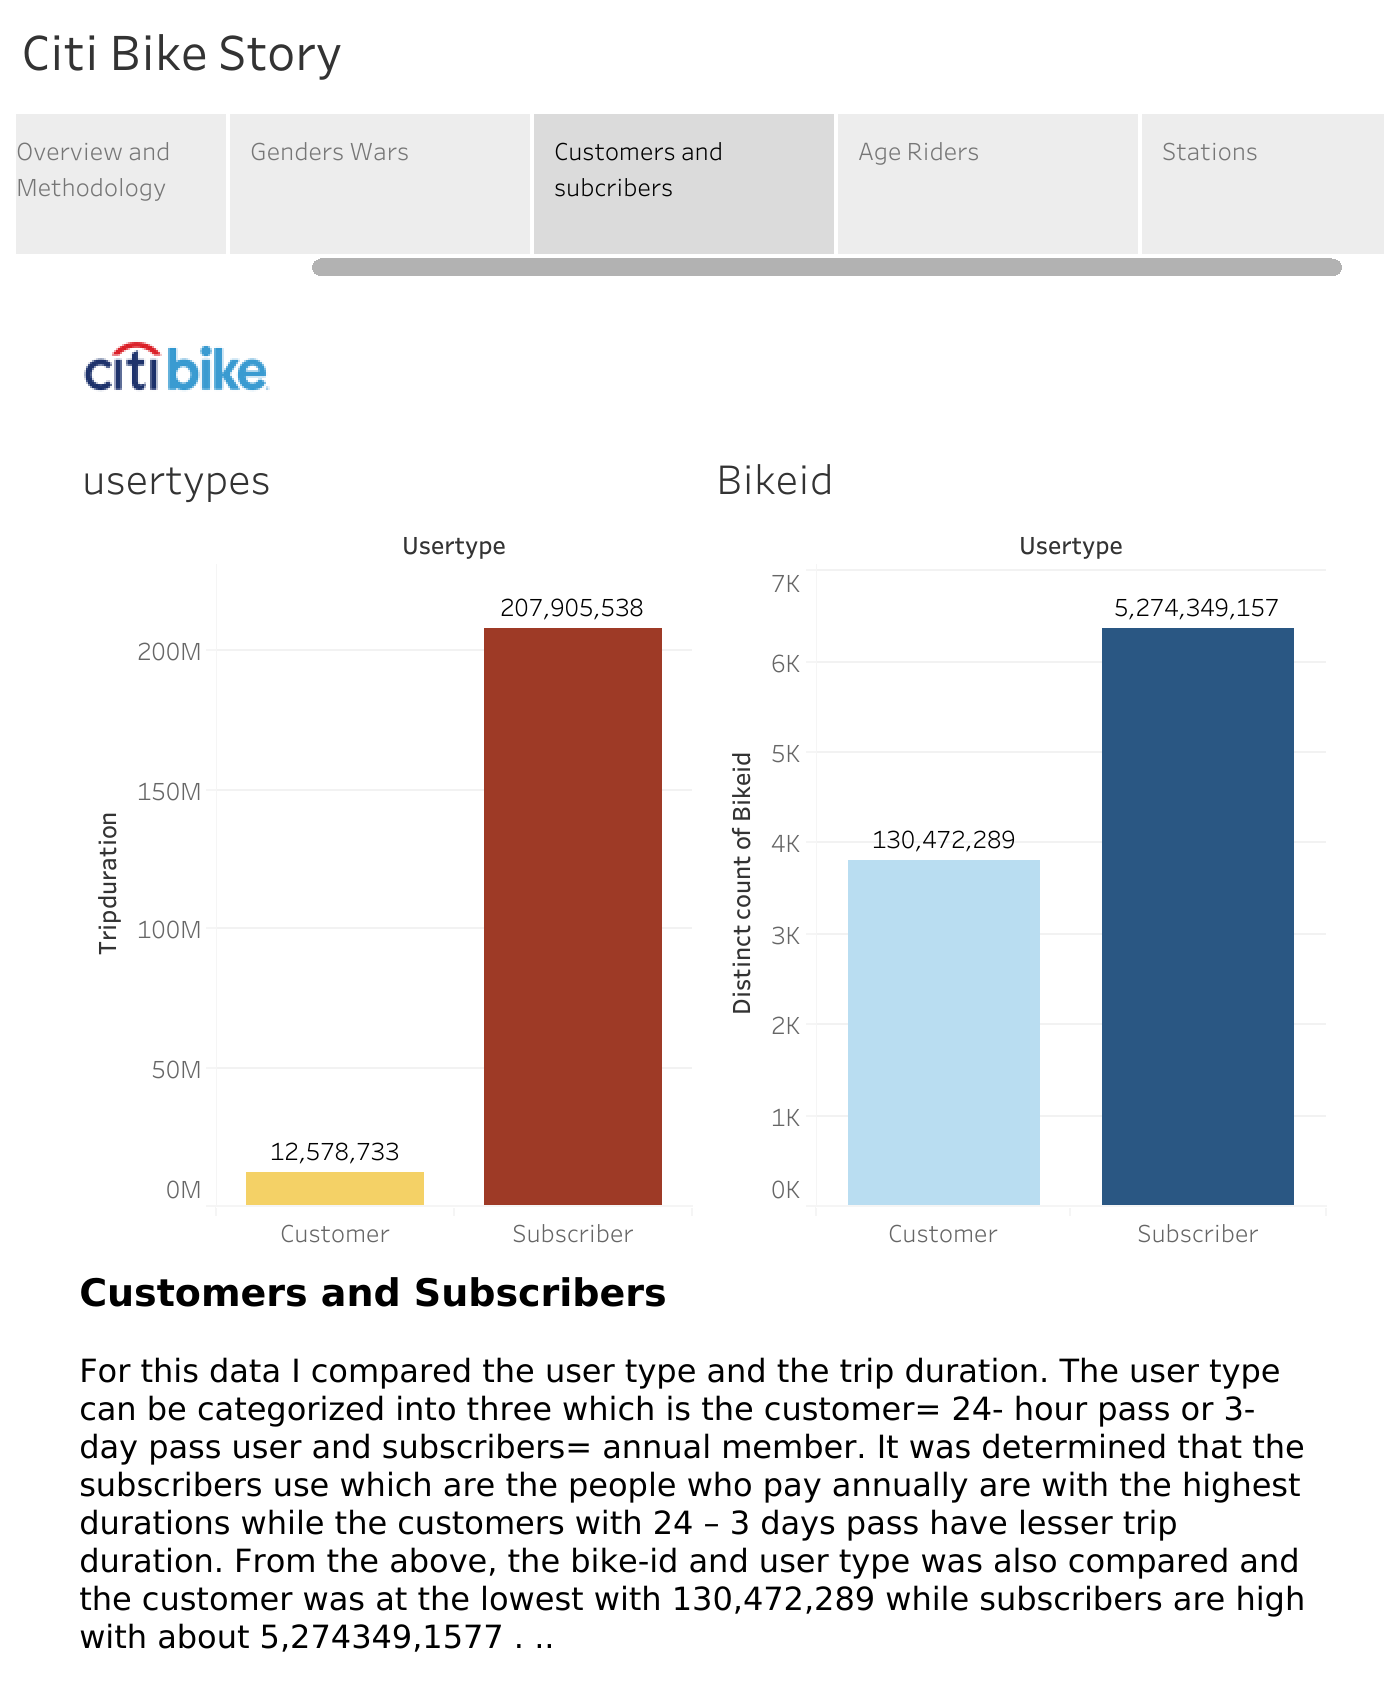 Citi Bike Story
Overview and
Methodology
Genders Wars
Customers and
subcribers
Age Riders
Stations
citi bike
usertypes
Usertype
Tripduration
200M
150M
100M
50M
0M
12,578,733
207,905,538
Customer
Subscriber
Bikeid
Usertype
Distinct count of Bikeid
7K
6K
5K
4K
3K
2K
1K
0K
130,472,289
5,274,349,157
Customer
Subscriber
Customers and Subscribers
For this data I compared the user type and the trip duration. The user type
can be categorized into three which is the customer= 24- hour pass or 3-
day pass user and subscribers= annual member. It was determined that the
subscribers use which are the people who pay annually are with the highest
durations while the customers with 24 – 3 days pass have lesser trip
duration. From the above, the bike-id and user type was also compared and
the customer was at the lowest with 130,472,289 while subscribers are high
with about 5,274349,1577 . ..